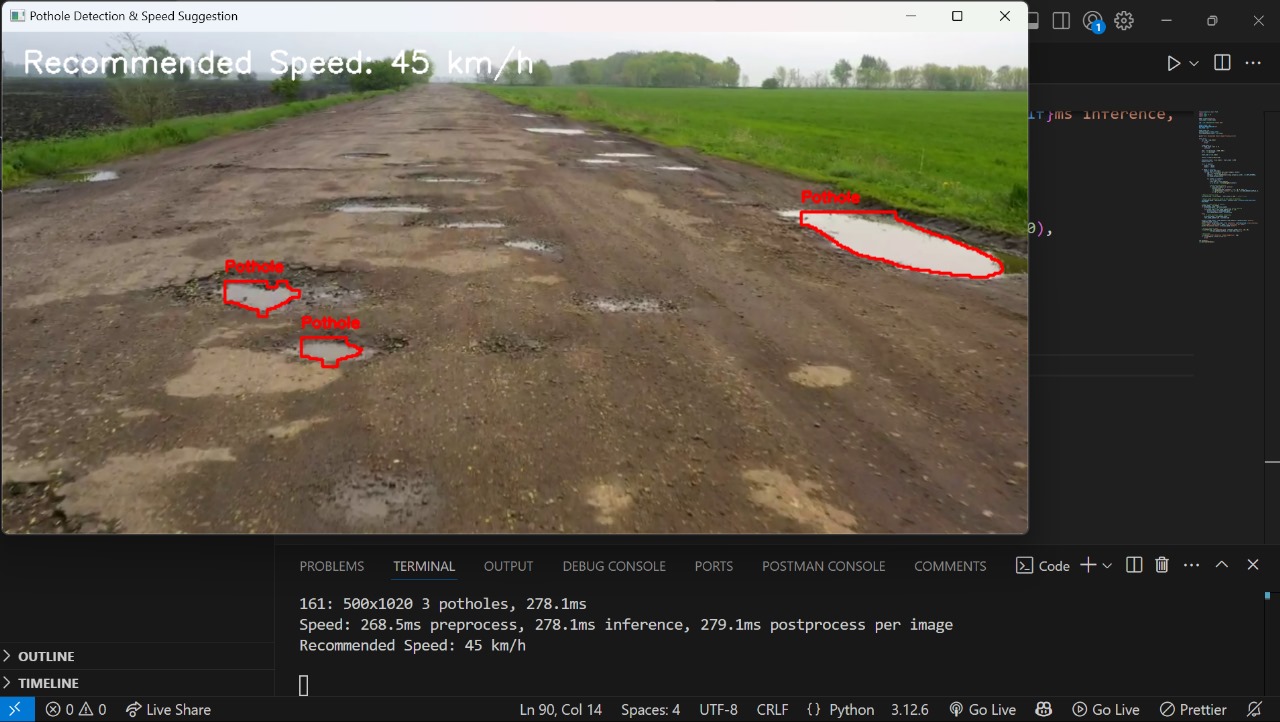 Pothole Detection & Speed Suggestion
Recommended Speed: 45 km/h
Pothole
Pothole
Pothole
1
}ms inference,
0),
PROBLEMS
TERMINAL
OUTPUT
DEBUG CONSOLE
PORTS
POSTMAN CONSOLE
COMMENTS
Code
161: 500x1020 3 potholes, 278.1ms
Speed: 268.5ms preprocess, 278.1ms inference, 279.1ms postprocess per image
Recommended Speed: 45 km/h
OUTLINE
TIMELINE
0 0
Live Share
Ln 90, Col 14
Spaces: 4
UTF-8
CRLF
{} Python
3.12.6
Go Live
Go Live
Prettier